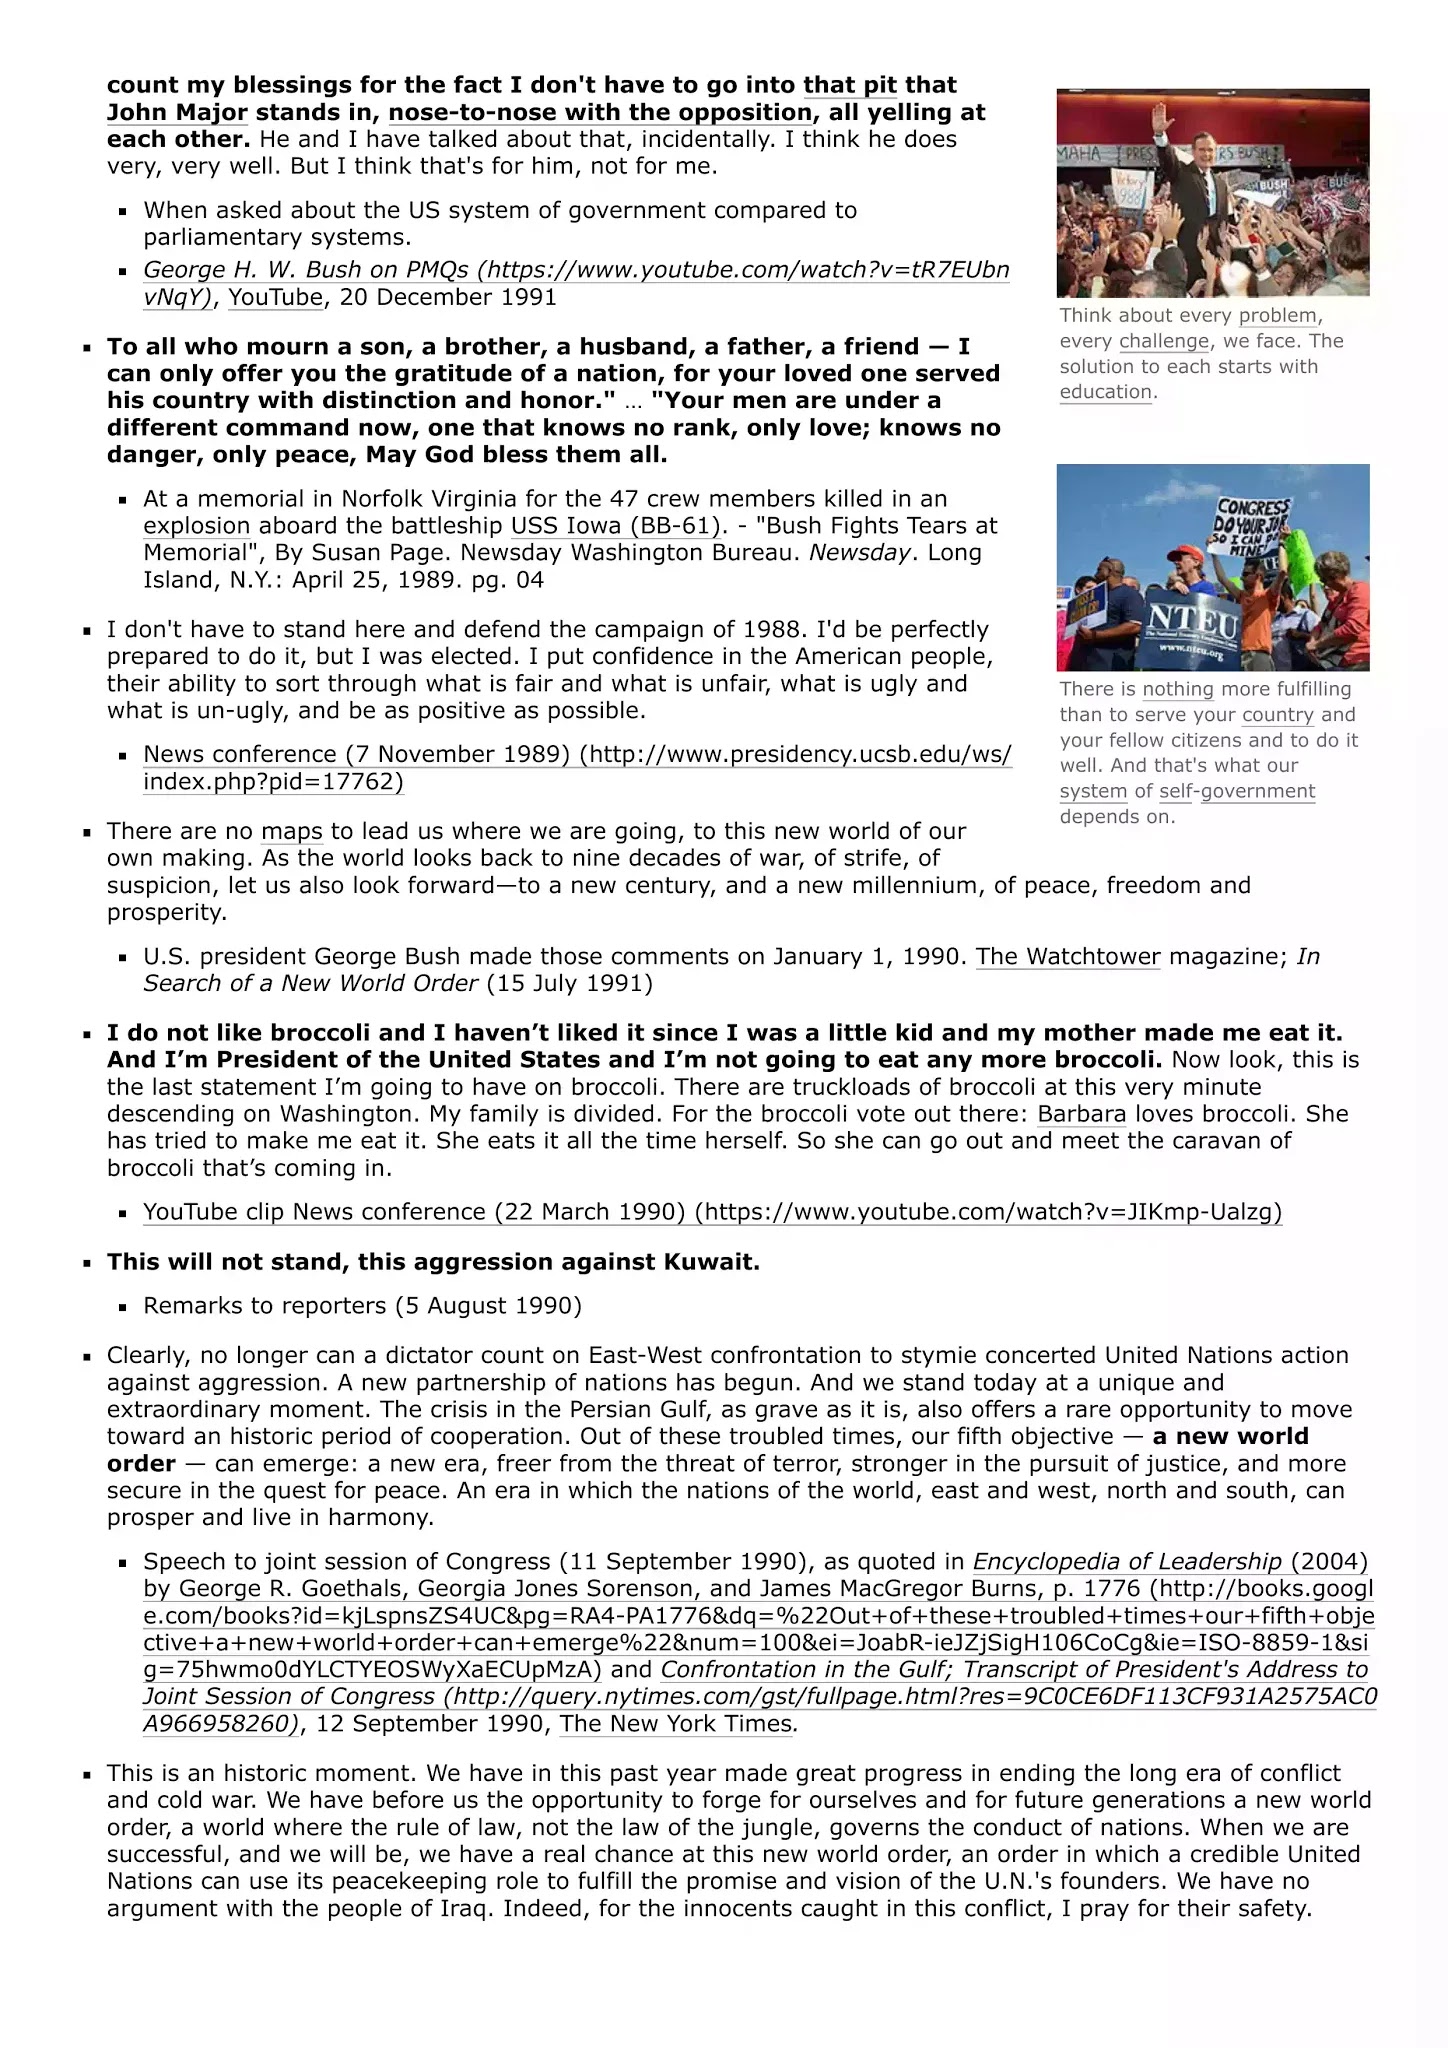 count my blessings for the fact I don't have to go into that pit that
John Major stands in, nose-to-nose with the opposition, all yelling at
each other. He and I have talked about that, incidentally. I think he does
very, very well. But I think that's for him, not for me.
When asked about the US system of government compared to
parliamentary systems.
George H. W. Bush on PMQs (https://www.youtube.com/watch?v=tR7EUbn
vNqY), YouTube, 20 December 1991
To all who mourn a son, a brother, a husband, a father, a friend — I
can only offer you the gratitude of a nation, for your loved one served
his country with distinction and honor." ... "Your men are under a
different command now, one that knows no rank, only love; knows no
danger, only peace, May God bless them all.
At a memorial in Norfolk Virginia for the 47 crew members killed in an
explosion aboard the battleship USS Iowa (BB-61). - "Bush Fights Tears at
Memorial", By Susan Page. Newsday Washington Bureau. Newsday. Long
Island, N.Y.: April 25, 1989. pg. 04
I don't have to stand here and defend the campaign of 1988. I'd be perfectly
prepared to do it, but I was elected. I put confidence in the American people,
their ability to sort through what is fair and what is unfair, what is ugly and
what is un-ugly, and be as positive as possible.
News conference (7 November 1989) (http://www.presidency.ucsb.edu/ws/
index.php?pid=17762)
MAHA
PRES
RS BUSH
Victory
1988
BUSH
BUSH
Think about every problem,
every challenge, we face. The
solution to each starts with
education.
CONGRESS
DO YOUR JOB
SO I CAN DO
MINE!
NTEU
The National Treasury Employees Union
www.nteu.org
There is nothing more fulfilling
than to serve your country and
your fellow citizens and to do it
well. And that's what our
system of self-government
depends on.
There are no maps to lead us where we are going, to this new world of our
own making. As the world looks back to nine decades of war, of strife, of
suspicion, let us also look forward—to a new century, and a new millennium, of peace, freedom and
prosperity.
U.S. president George Bush made those comments on January 1, 1990. The Watchtower magazine; In
Search of a New World Order (15 July 1991)
I do not like broccoli and I haven’t liked it since I was a little kid and my mother made me eat it.
And I’m President of the United States and I’m not going to eat any more broccoli. Now look, this is
the last statement I’m going to have on broccoli. There are truckloads of broccoli at this very minute
descending on Washington. My family is divided. For the broccoli vote out there: Barbara loves broccoli. She
has tried to make me eat it. She eats it all the time herself. So she can go out and meet the caravan of
broccoli that’s coming in.
YouTube clip News conference (22 March 1990) (https://www.youtube.com/watch?v=JIKmp-Ualzg)
This will not stand, this aggression against Kuwait.
Remarks to reporters (5 August 1990)
Clearly, no longer can a dictator count on East-West confrontation to stymie concerted United Nations action
against aggression. A new partnership of nations has begun. And we stand today at a unique and
extraordinary moment. The crisis in the Persian Gulf, as grave as it is, also offers a rare opportunity to move
toward an historic period of cooperation. Out of these troubled times, our fifth objective — a new world
order — can emerge: a new era, freer from the threat of terror, stronger in the pursuit of justice, and more
secure in the quest for peace. An era in which the nations of the world, east and west, north and south, can
prosper and live in harmony.
Speech to joint session of Congress (11 September 1990), as quoted in Encyclopedia of Leadership (2004)
by George R. Goethals, Georgia Jones Sorenson, and James MacGregor Burns, p. 1776 (http://books.googl
e.com/books?id=kjLspnsZS4UC&pg=RA4-PA1776&dq=%22Out+of+these+troubled+times+our+fifth+obje
ctive+a+new+world+order+can+emerge%22&num=100&ei=JoabR-ieJZjSigH106CoCg&ie=ISO-8859-1&si
g=75hwmo0dYLCTYEOSWyXaECUpMzA) and Confrontation in the Gulf; Transcript of President's Address to
Joint Session of Congress (http://query.nytimes.com/gst/fullpage.html?res=9C0CE6DF113CF931A2575AC0
A966958260), 12 September 1990, The New York Times.
This is an historic moment. We have in this past year made great progress in ending the long era of conflict
and cold war. We have before us the opportunity to forge for ourselves and for future generations a new world
order, a world where the rule of law, not the law of the jungle, governs the conduct of nations. When we are
successful, and we will be, we have a real chance at this new world order, an order in which a credible United
Nations can use its peacekeeping role to fulfill the promise and vision of the U.N.'s founders. We have no
argument with the people of Iraq. Indeed, for the innocents caught in this conflict, I pray for their safety.